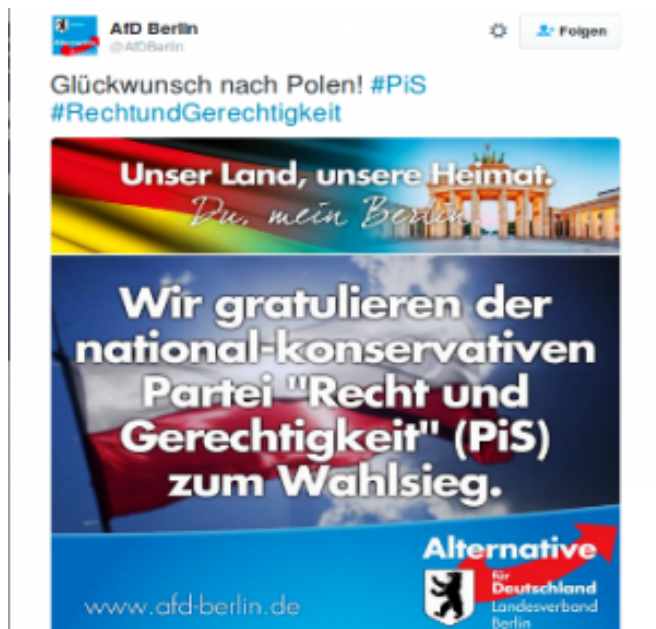 AfD Berlin
@AfDBerlin
Folgen
Glückwunsch nach Polen! #PiS
#RechtundGerechtigkeit
Unser Land, unsere Heimat.
Du, mein Berlin.
Wir gratulieren der
national-konservativen
Partei "Recht und
Gerechtigkeit" (PiS)
zum Wahlsieg.
Alternative
für
Deutschland
Landesverband
Berlin
www.afd-berlin.de